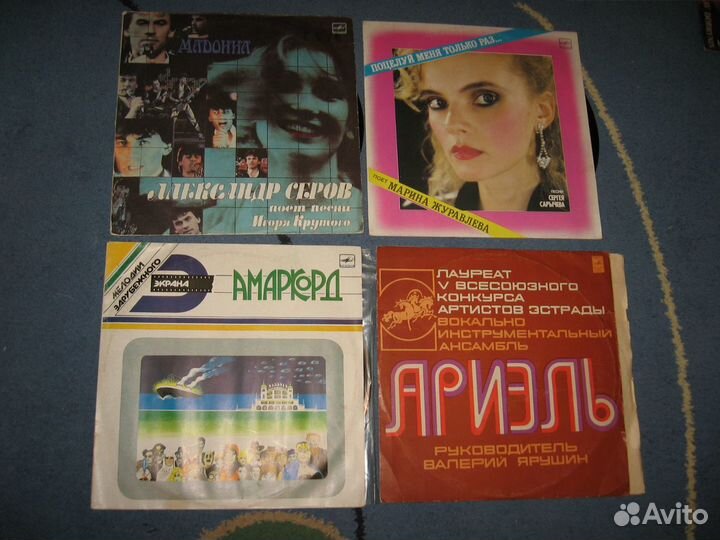 МАДОННА
АЛЕКСАНДР СЕРОВ
поет песни
Игоря Крутого
ПОЦЕЛУЙ МЕНЯ ТОЛЬКО РАЗ...
ПОЕТ МАРИНА ЖУРАВЛЕВА
ПЕСНИ
СЕРГЕЯ
САРЫЧЕВА
МЕЛОДИИ
ЗАРУБЕЖНОГО
ЭКРАНА
АМАРКОРД
ЛАУРЕАТ
V ВСЕСОЮЗНОГО
КОНКУРСА
АРТИСТОВ ЭСТРАДЫ
ВОКАЛЬНО
ИНСТРУМЕНТАЛЬНЫЙ
АНСАМБЛЬ
АРИЭЛЬ
РУКОВОДИТЕЛЬ
ВАЛЕРИЙ ЯРУШИН
Avito